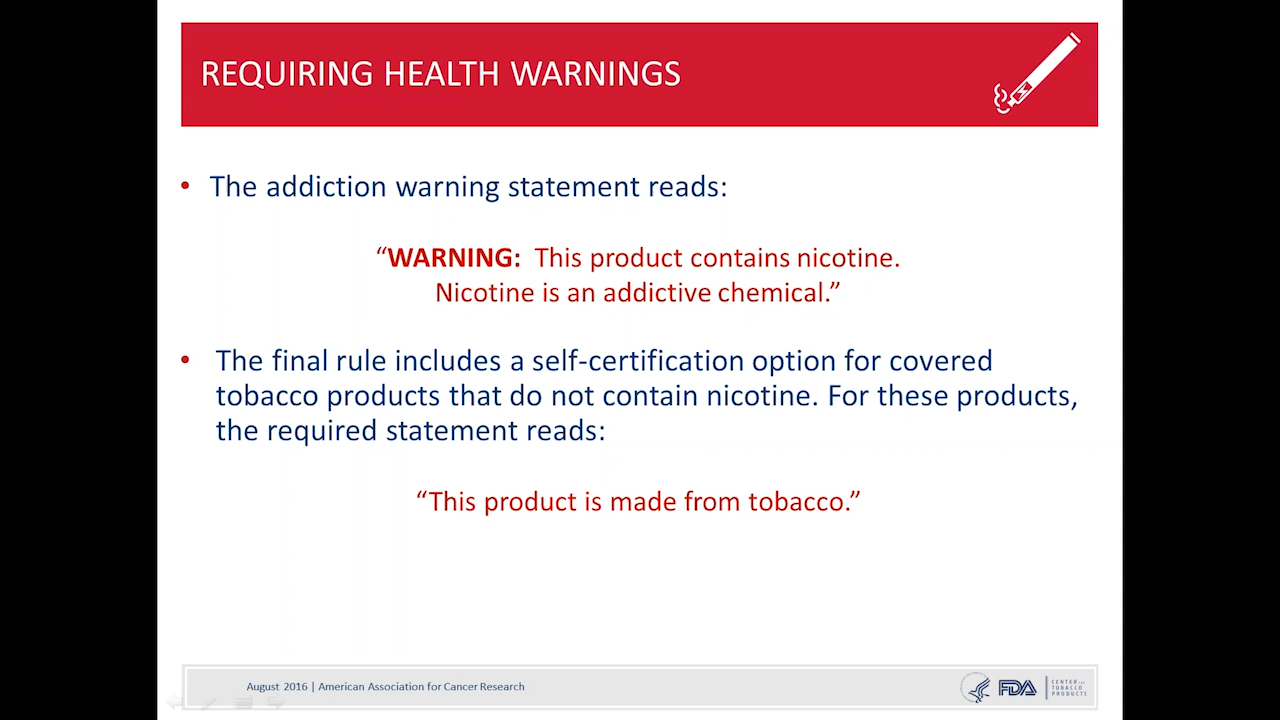 REQUIRING HEALTH WARNINGS
• The addiction warning statement reads:
“WARNING: This product contains nicotine.
Nicotine is an addictive chemical.”
• The final rule includes a self-certification option for covered
tobacco products that do not contain nicotine. For these products,
the required statement reads:
“This product is made from tobacco.”
August 2016 | American Association for Cancer Research
FDA
CENTER FOR
TOBACCO
PRODUCTS